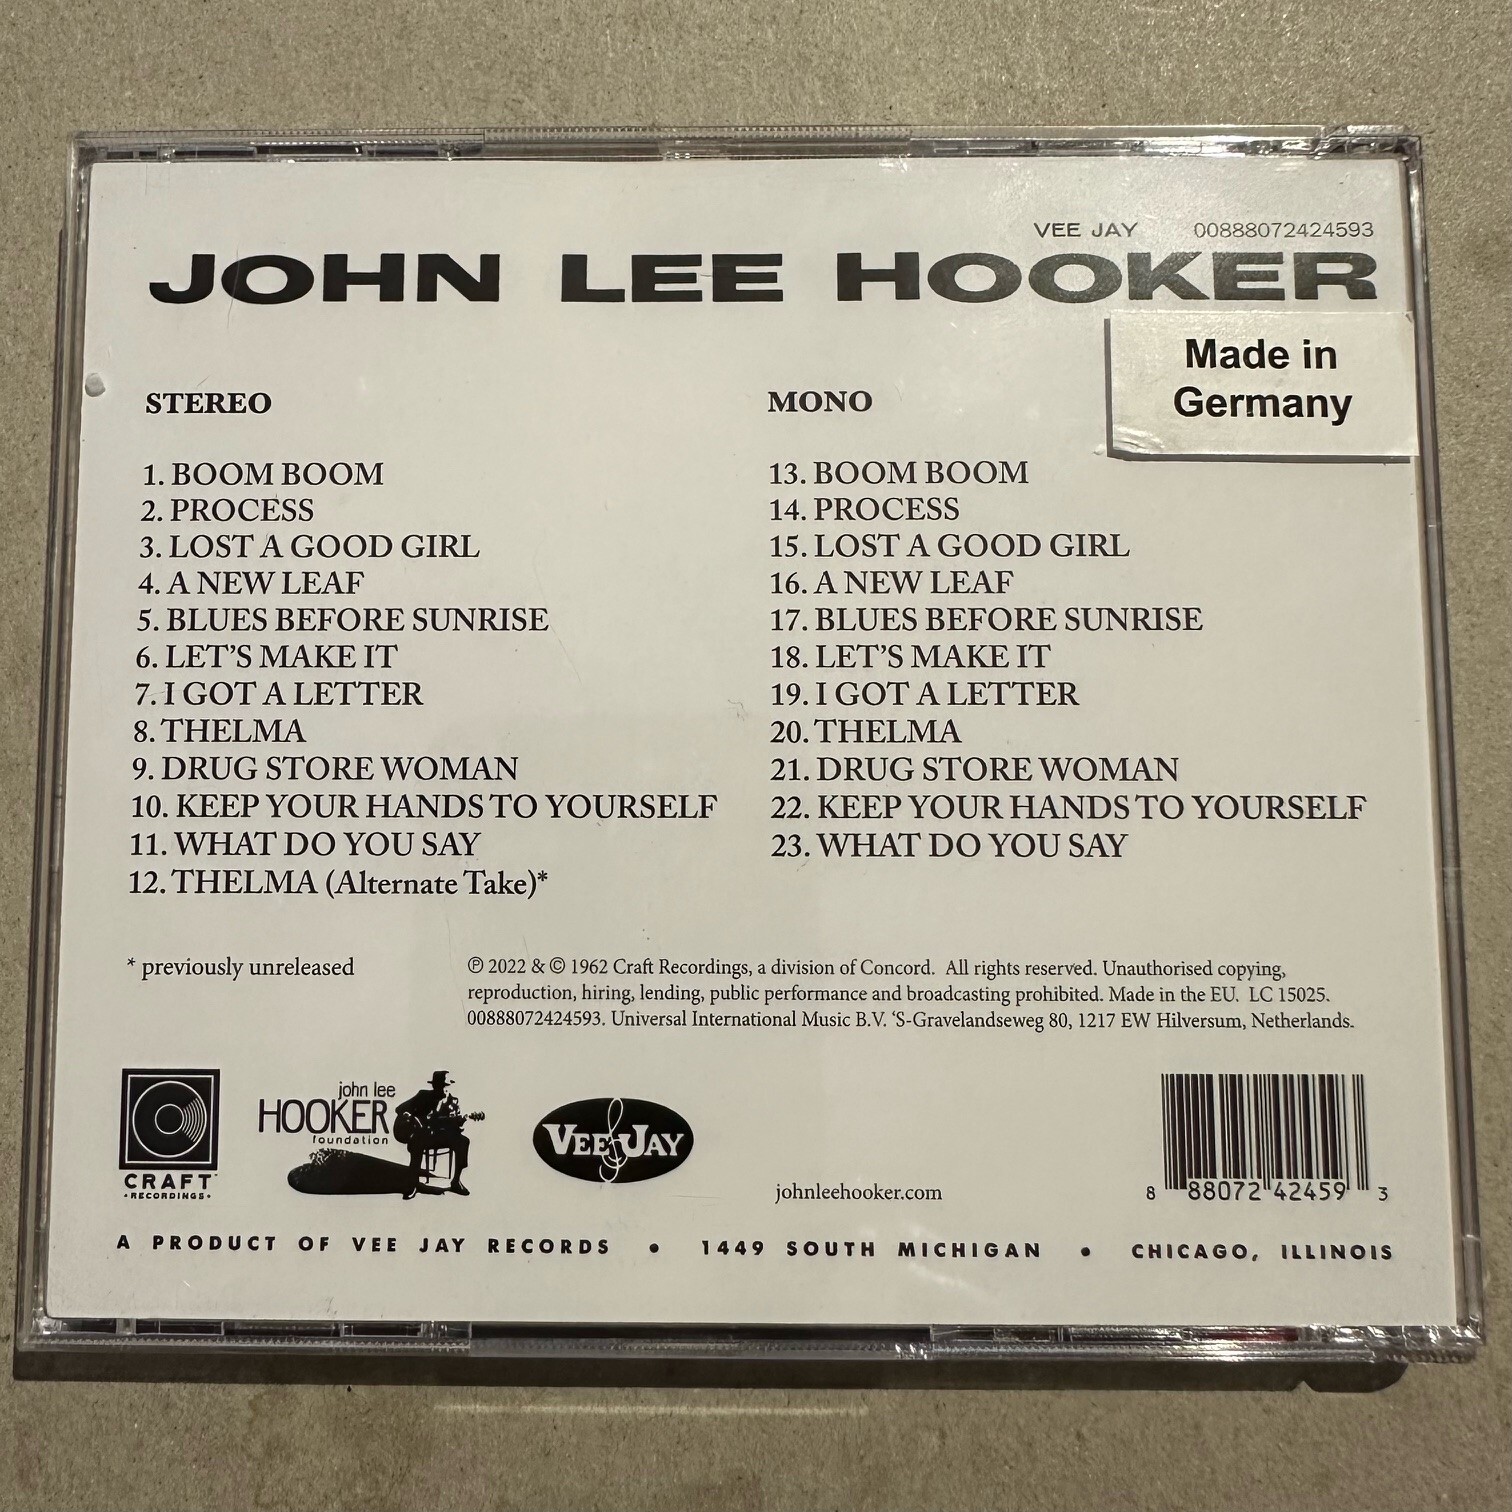 VEE JAY 00888072424593
JOHN LEE HOOKER
Made in
Germany
STEREO
1. BOOM BOOM
2. PROCESS
3. LOST A GOOD GIRL
4. A NEW LEAF
5. BLUES BEFORE SUNRISE
6. LET'S MAKE IT
7. I GOT A LETTER
8. THELMA
9. DRUG STORE WOMAN
10. KEEP YOUR HANDS TO YOURSELF
11. WHAT DO YOU SAY
12. THELMA (Alternate Take)*
MONO
13. BOOM BOOM
14. PROCESS
15. LOST A GOOD GIRL
16. A NEW LEAF
17. BLUES BEFORE SUNRISE
18. LET'S MAKE IT
19. I GOT A LETTER
20. THELMA
21. DRUG STORE WOMAN
22. KEEP YOUR HANDS TO YOURSELF
23. WHAT DO YOU SAY
* previously unreleased
℗ 2022 & © 1962 Craft Recordings, a division of Concord. All rights reserved. Unauthorised copying,
reproduction, hiring, lending, public performance and broadcasting prohibited. Made in the EU. LC 15025.
00888072424593. Universal International Music B.V. 'S-Gravelandseweg 80, 1217 EW Hilversum, Netherlands.
CRAFT
• RECORDINGS •
john lee
HOOKER
foundation
VEE JAY
johnleehooker.com
8 88072 42459 3
A PRODUCT OF VEE JAY RECORDS • 1449 SOUTH MICHIGAN • CHICAGO, ILLINOIS